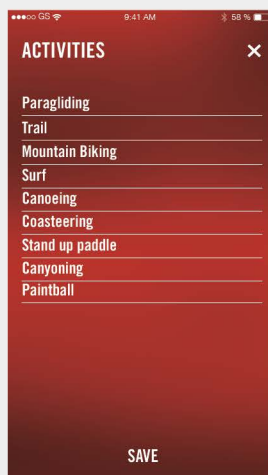 GS 9:41 AM 58 %
ACTIVITIES
Paragliding
Trail
Mountain Biking
Surf
Canoeing
Coasteering
Stand up paddle
Canyoning
Paintball
SAVE